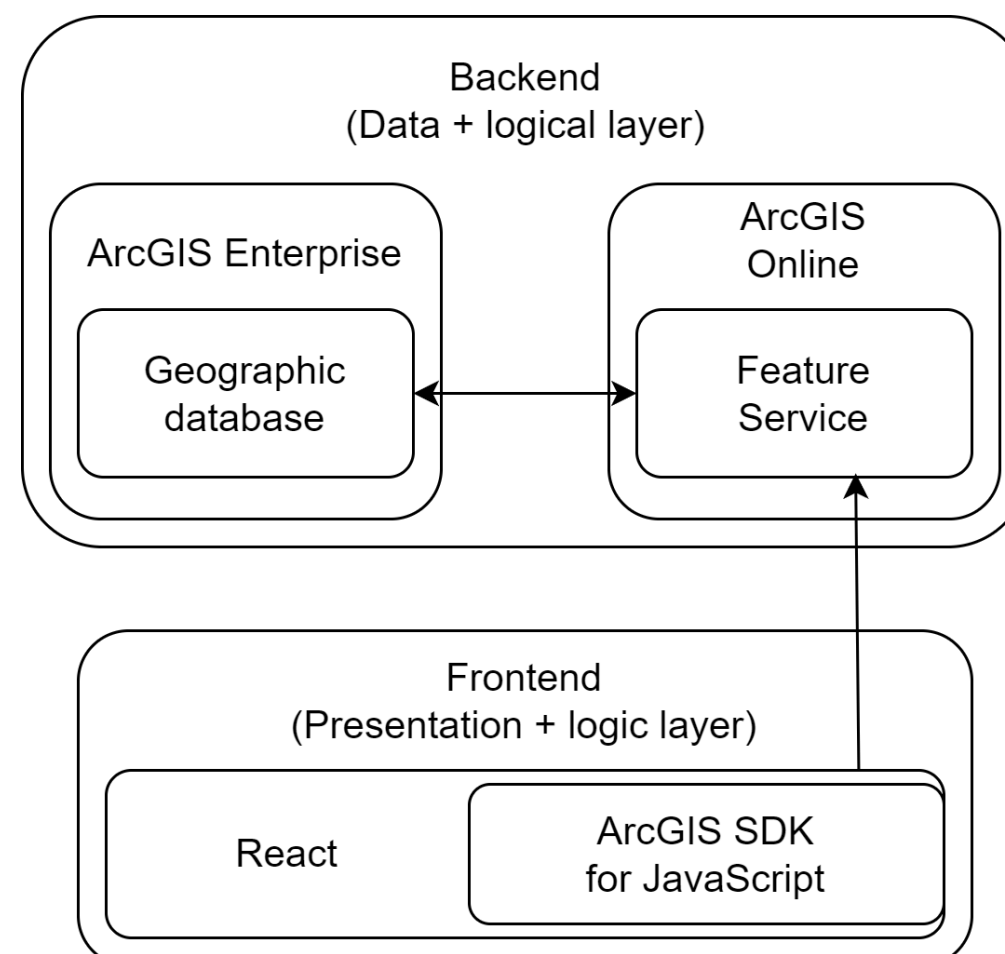 Backend
(Data + logical layer)
ArcGIS Enterprise
Geographic
database
ArcGIS
Online
Feature
Service
Frontend
(Presentation + logic layer)
React
ArcGIS SDK
for JavaScript